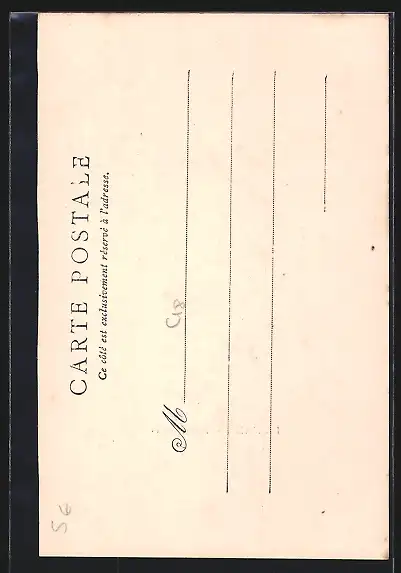 CARTE POSTALE
Ce côté est exclusivement réservé à l'adresse.
M